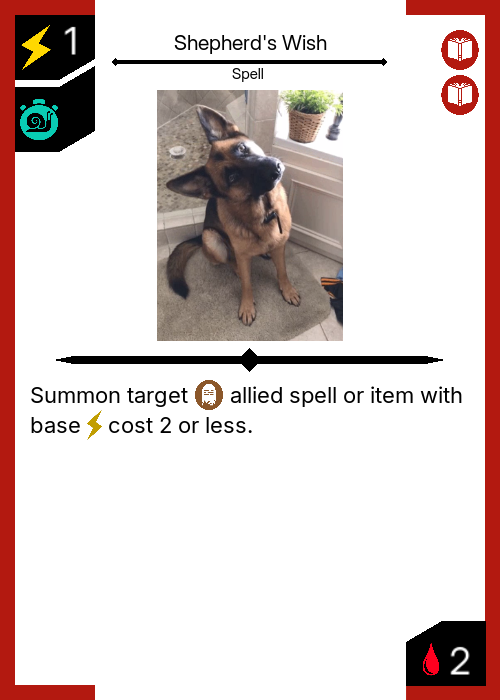 1
Shepherd's Wish
Spell
Summon target allied spell or item with
base cost 2 or less.
2